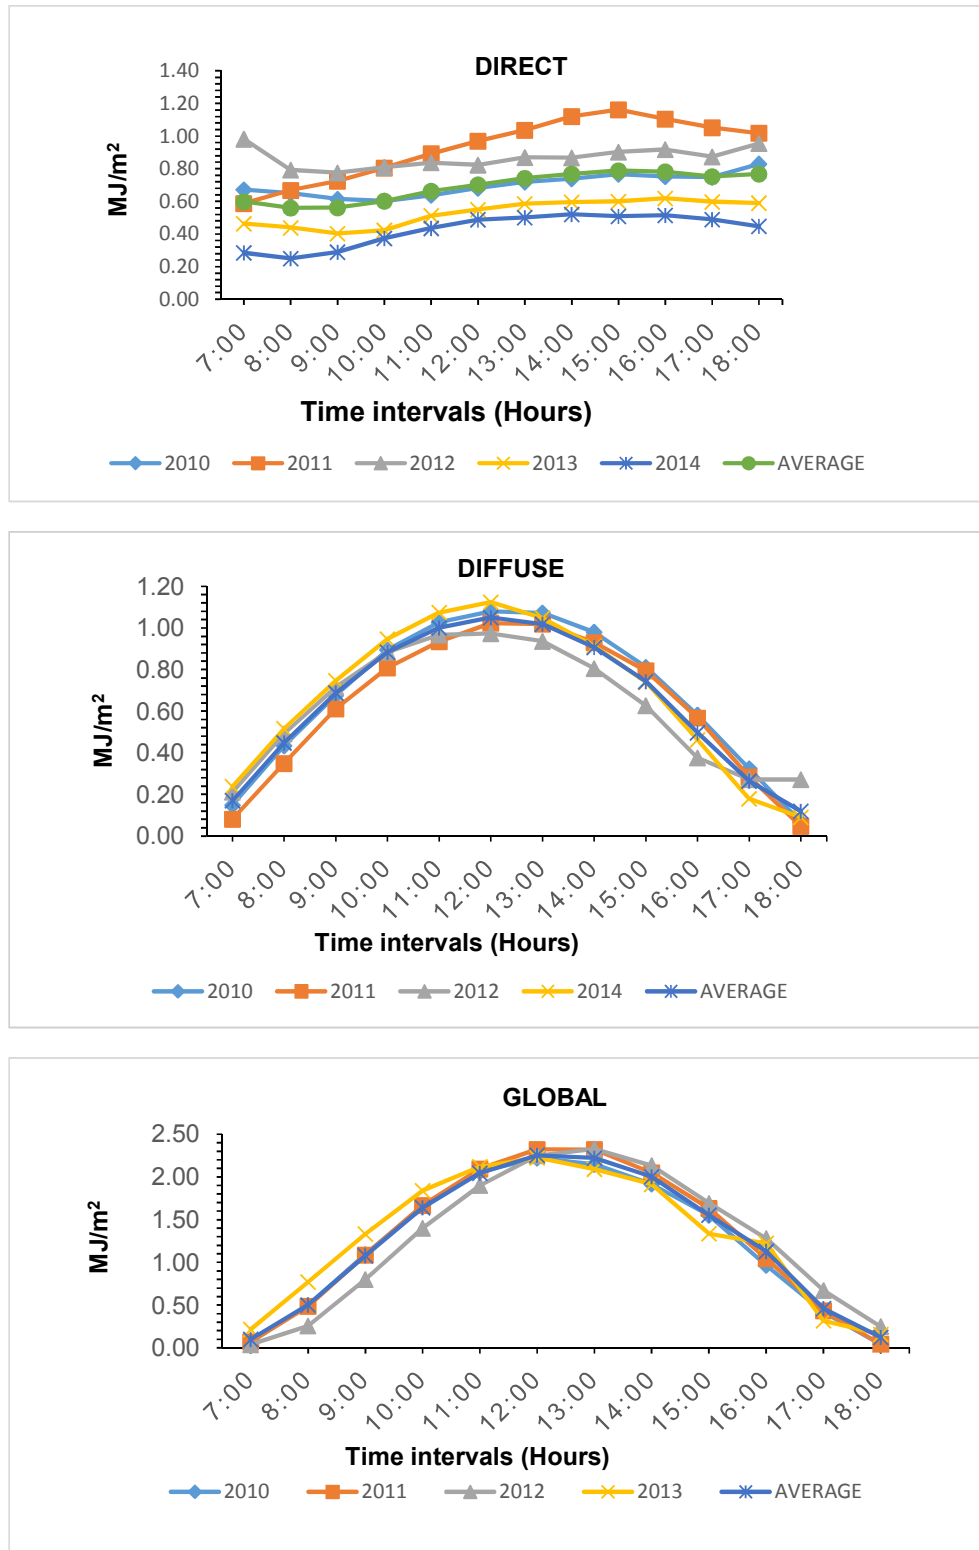 DIRECT
1.40
1.20
1.00
0.80
0.60
0.40
0.20
0.00
MJ/m²
7:00 8:00 9:00 10:00 11:00 12:00 13:00 14:00 15:00 16:00 17:00 18:00
Time intervals (Hours)
2010 2011 2012 2013 2014 AVERAGE
DIFFUSE
1.20
1.00
0.80
0.60
0.40
0.20
0.00
MJ/m²
7:00 8:00 9:00 10:00 11:00 12:00 13:00 14:00 15:00 16:00 17:00 18:00
Time intervals (Hours)
2010 2011 2012 2014 AVERAGE
GLOBAL
2.50
2.00
1.50
1.00
0.50
0.00
MJ/m²
7:00 8:00 9:00 10:00 11:00 12:00 13:00 14:00 15:00 16:00 17:00 18:00
Time intervals (Hours)
2010 2011 2012 2013 AVERAGE